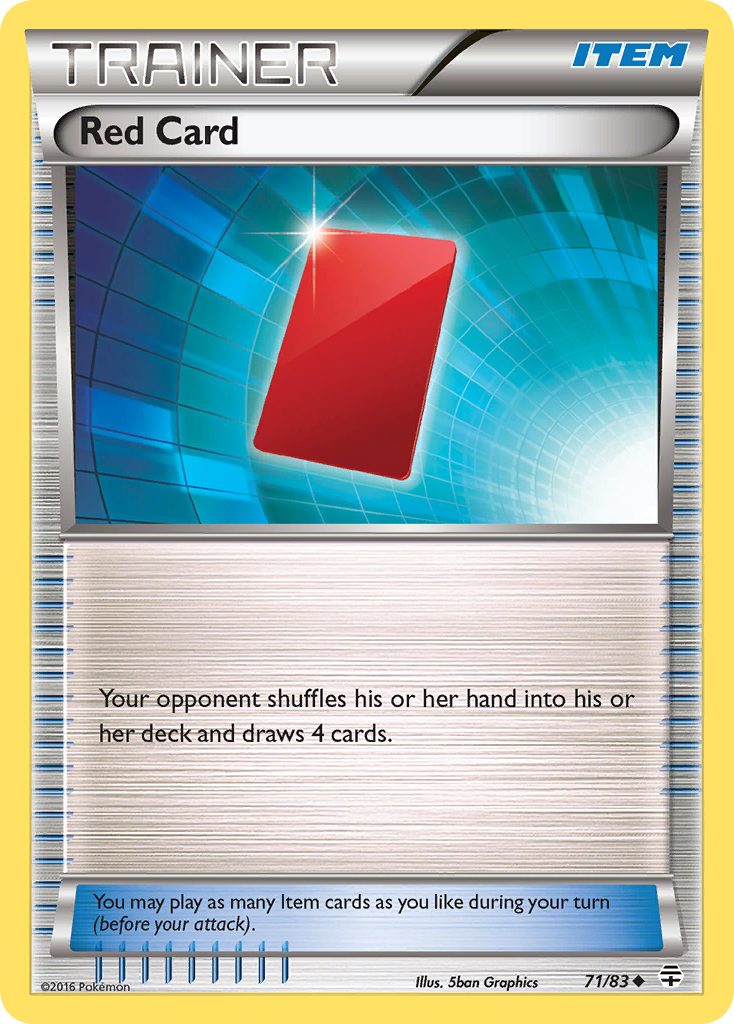 TRAINER
ITEM
Red Card
Your opponent shuffles his or her hand into his or
her deck and draws 4 cards.
You may play as many Item cards as you like during your turn
(before your attack).
©2016 Pokémon
Illus. 5ban Graphics
71/83